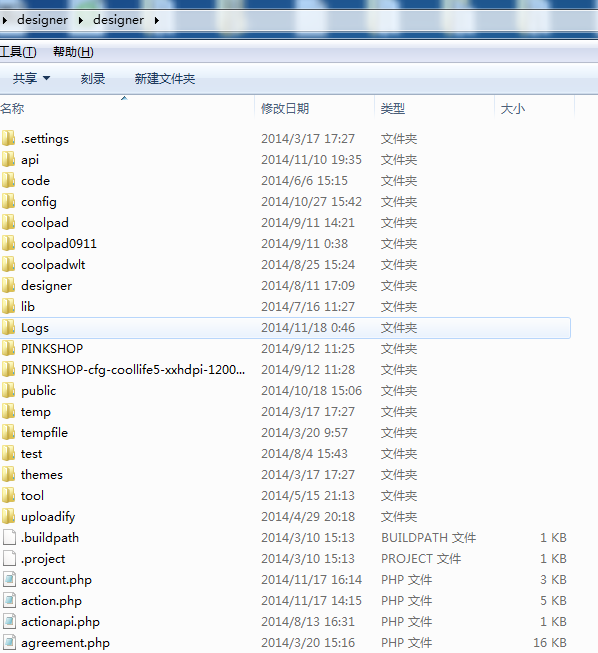 designer designer
工具(T) 帮助(H)
共享 刻录 新建文件夹
名称 修改日期 类型 大小
.settings 2014/3/17 17:27 文件夹
api 2014/11/10 19:35 文件夹
code 2014/6/6 15:15 文件夹
config 2014/10/27 15:42 文件夹
coolpad 2014/9/11 14:21 文件夹
coolpad0911 2014/9/11 0:38 文件夹
coolpadwlt 2014/8/25 15:24 文件夹
designer 2014/8/11 17:09 文件夹
lib 2014/7/16 11:27 文件夹
Logs 2014/11/18 0:46 文件夹
PINKSHOP 2014/9/12 11:25 文件夹
PINKSHOP-cfg-coollife5-xxhdpi-1200... 2014/9/12 11:28 文件夹
public 2014/10/18 15:06 文件夹
temp 2014/3/17 17:27 文件夹
tempfile 2014/3/20 9:57 文件夹
test 2014/8/4 15:43 文件夹
themes 2014/3/17 17:27 文件夹
tool 2014/5/15 21:13 文件夹
uploadify 2014/4/29 20:18 文件夹
.buildpath 2014/3/10 15:13 BUILDPATH 文件 1 KB
.project 2014/3/10 15:13 PROJECT 文件 1 KB
account.php 2014/11/17 16:14 PHP 文件 3 KB
action.php 2014/11/17 14:15 PHP 文件 5 KB
actionapi.php 2014/8/13 16:31 PHP 文件 1 KB
agreement.php 2014/3/20 15:16 PHP 文件 16 KB